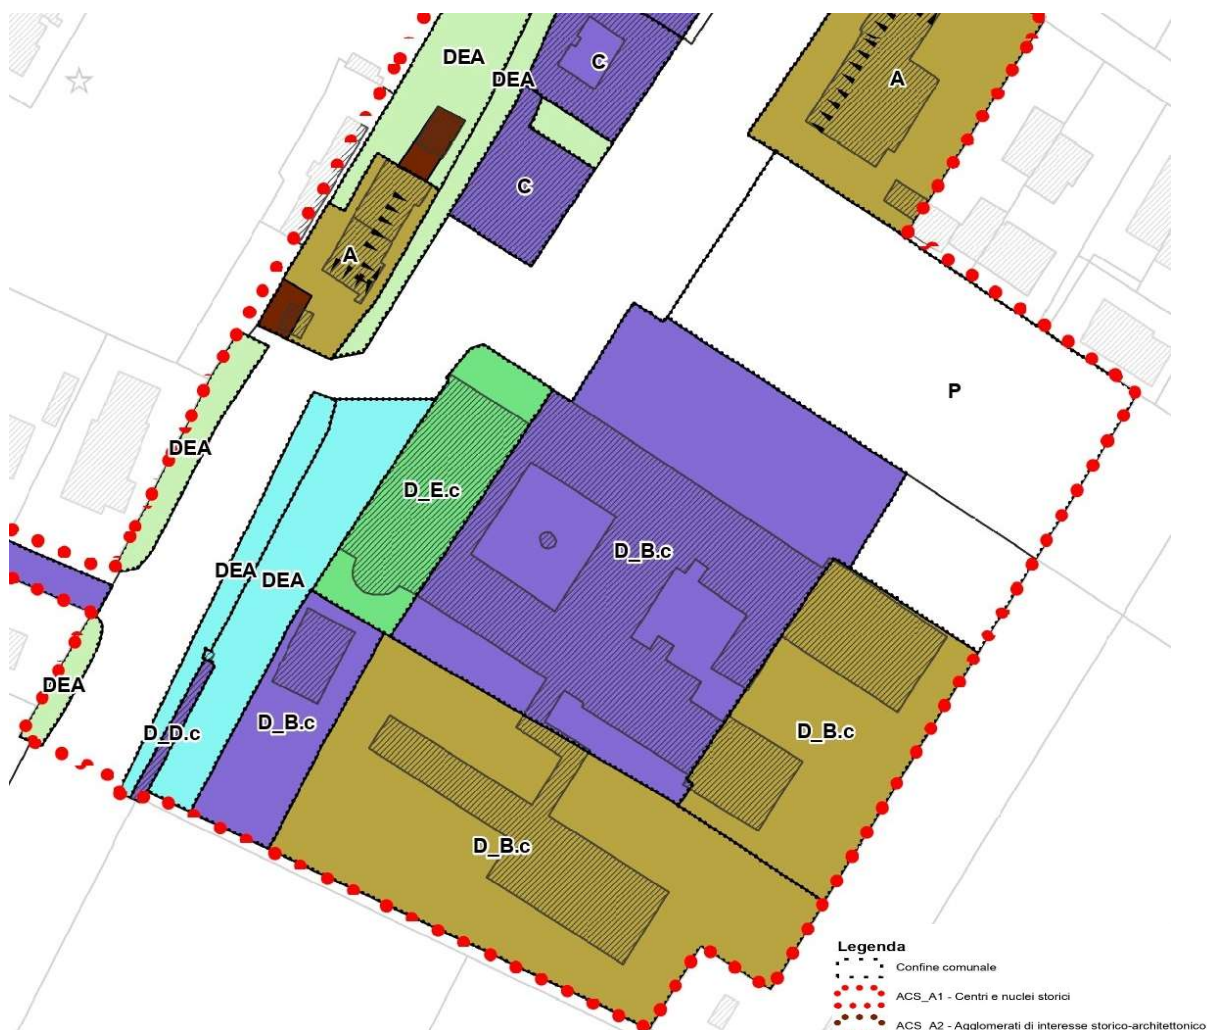 DEA
DEA
C
A
C
A
P
DEA
D_E.c
D_B.c
DEA
DEA
DEA
D_D.c
D_B.c
D_B.c
D_B.c
Legenda
Confine comunale
ACS_A1 - Centri e nuclei storici
ACS_A2 - Agglomerati di interesse storico-architettonico